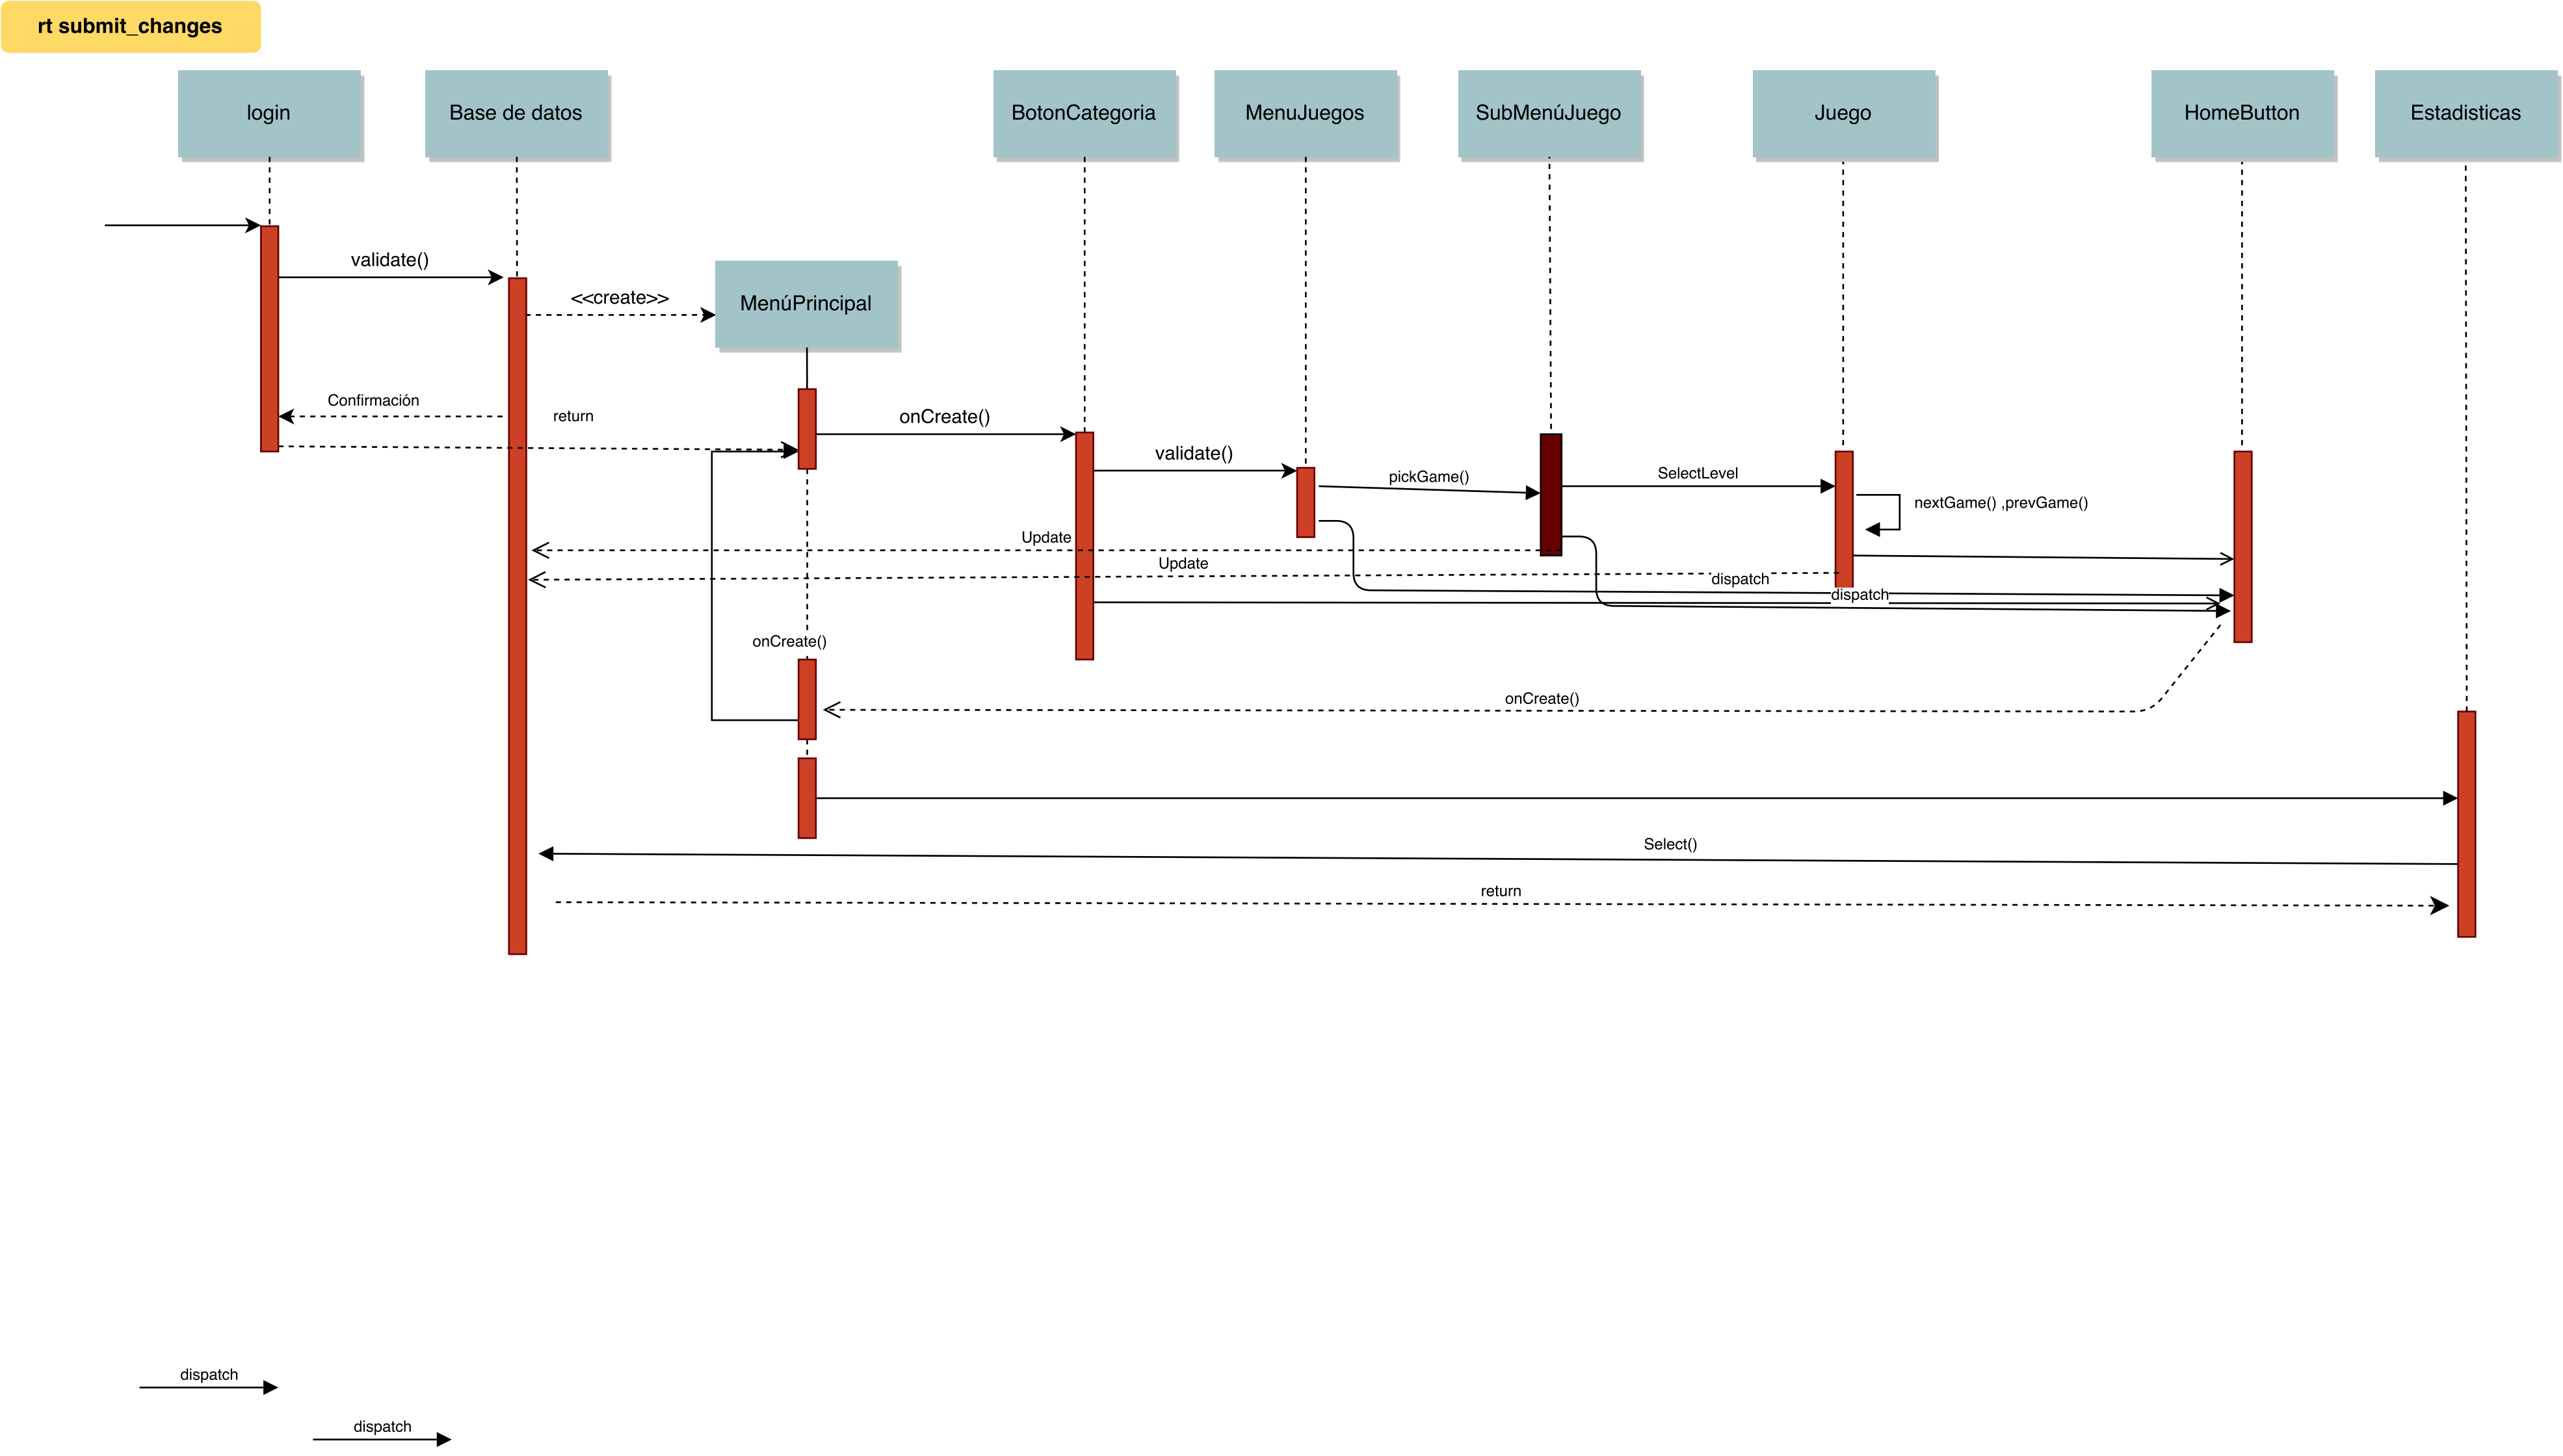 rt submit_changes
login
Base de datos
BotonCategoria
MenuJuegos
SubMenúJuego
Juego
HomeButton
Estadisticas
validate()
<<create>>
MenúPrincipal
Confirmación
return
onCreate()
validate()
pickGame()
SelectLevel
nextGame() ,prevGame()
Update
Update
dispatch
dispatch
onCreate()
onCreate()
Select()
return
dispatch
dispatch